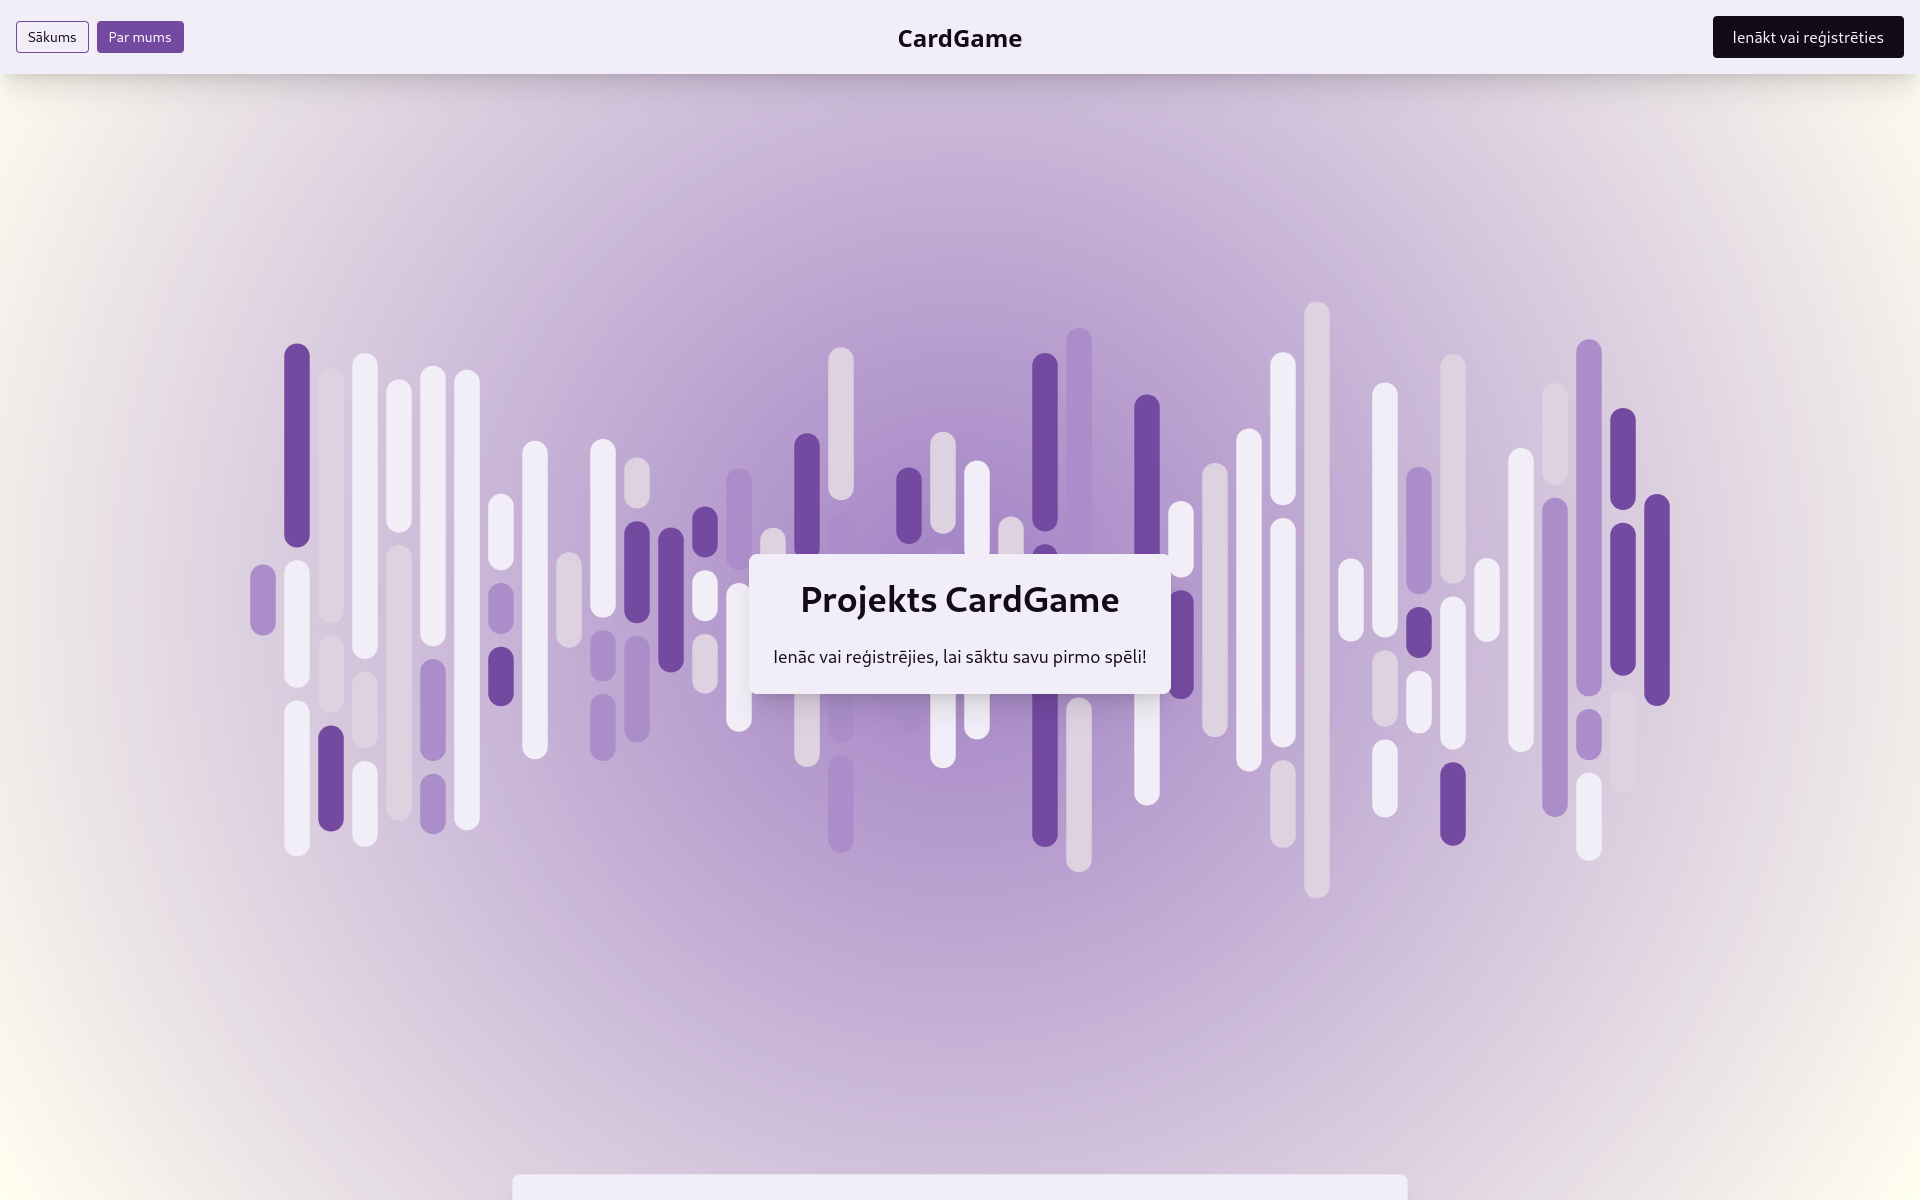 Sākums
Par mums
CardGame
Ienākt vai reģistrēties
Projekts CardGame
Ienāc vai reģistrējies, lai sāktu savu pirmo spēli!